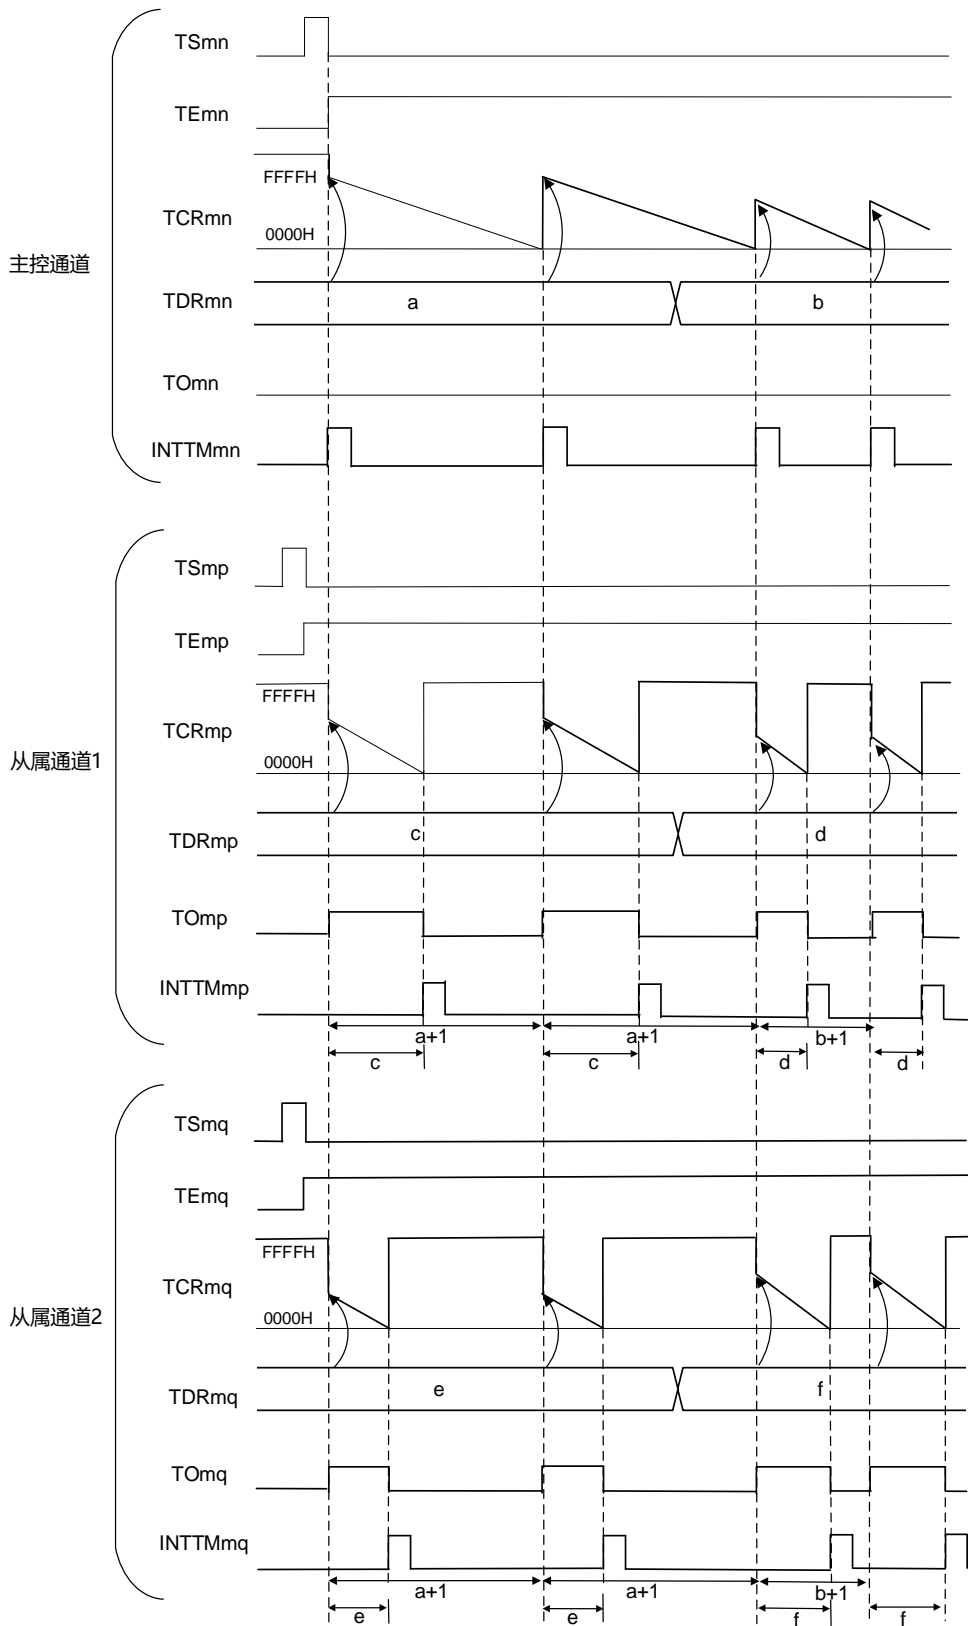 TSmn
TEmn
FFFFH
TCRmn
0000H
主控通道
TDRmn
a
b
TOmn
INTTMmn
TSmp
TEmp
FFFFH
TCRmp
0000H
从属通道1
TDRmp
c
d
TOmp
INTTMmp
a+1
a+1
b+1
c
c
d
d
TSmq
TEmq
FFFFH
TCRmq
0000H
从属通道2
TDRmq
e
f
TOmq
INTTMmq
a+1
a+1
b+1
e
e
f
f